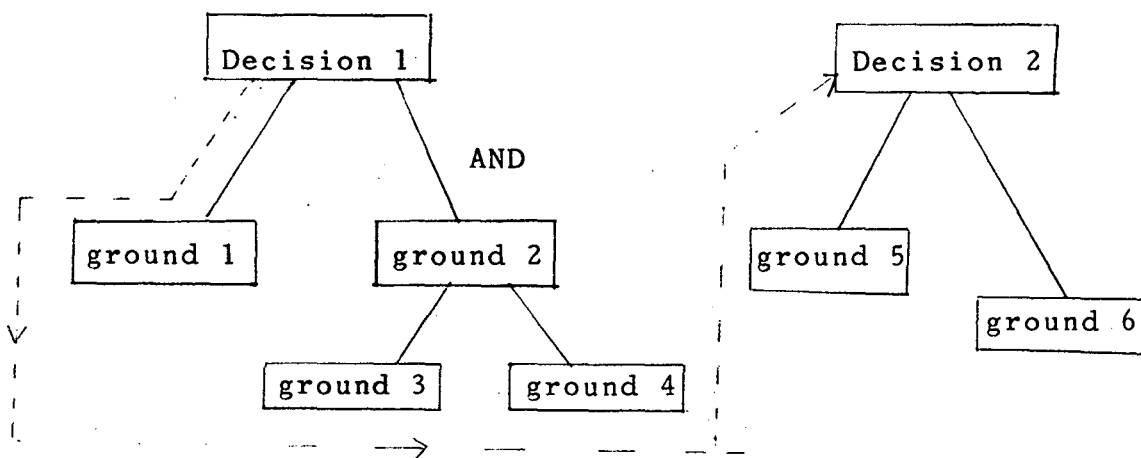 Decision 1
Decision 2
AND
ground 1
ground 2
ground 5
ground 6
ground 3
ground 4